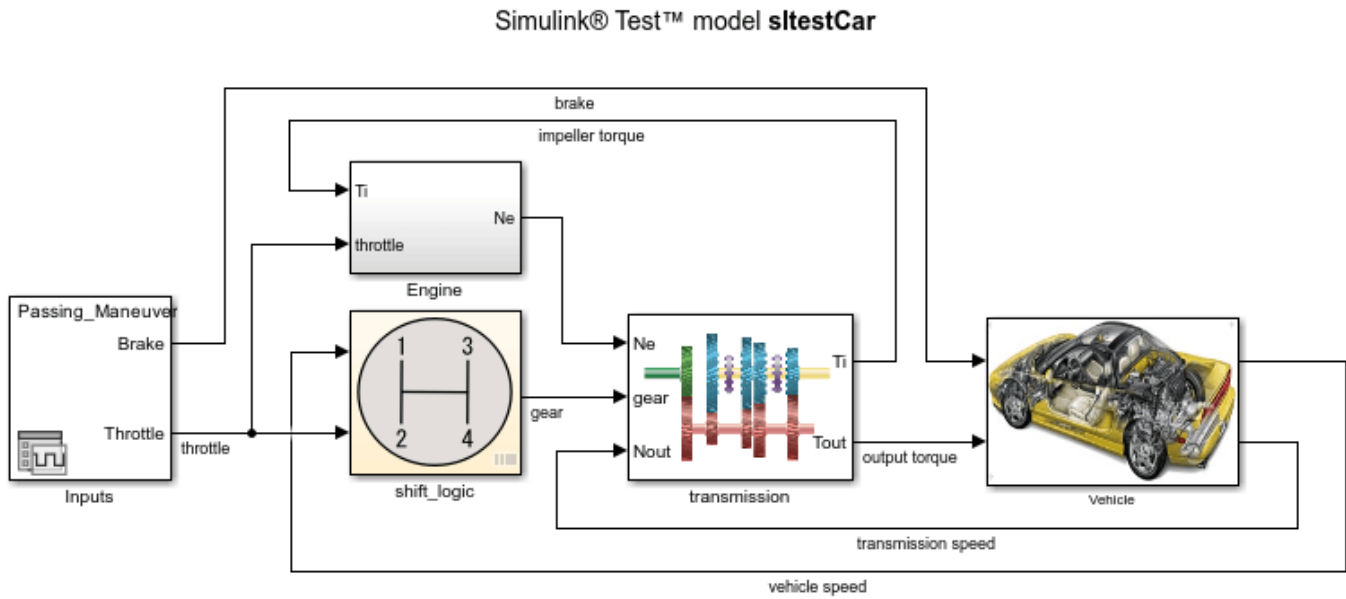 Simulink® Test™ model sltestCar
brake
impeller torque
Ti
Ne
throttle
Engine
Passing_Maneuver
Brake
Throttle
Inputs
throttle
1 3
2 4
shift_logic
gear
Ne
gear
Nout
Ti
Tout
transmission
output torque
Vehicle
transmission speed
vehicle speed